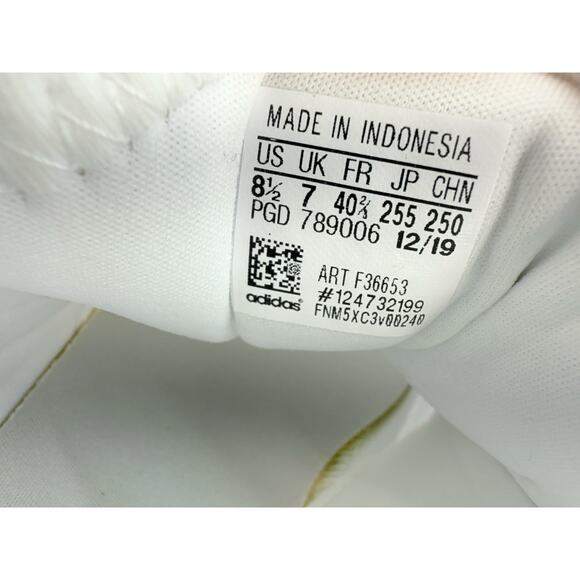 MADE IN INDONESIA
US UK FR JP CHN
8½ 7 40⅔ 255 250
PGD 789006 12/19
ART F36653
#124732199
adidas
FNM5XC3v00240